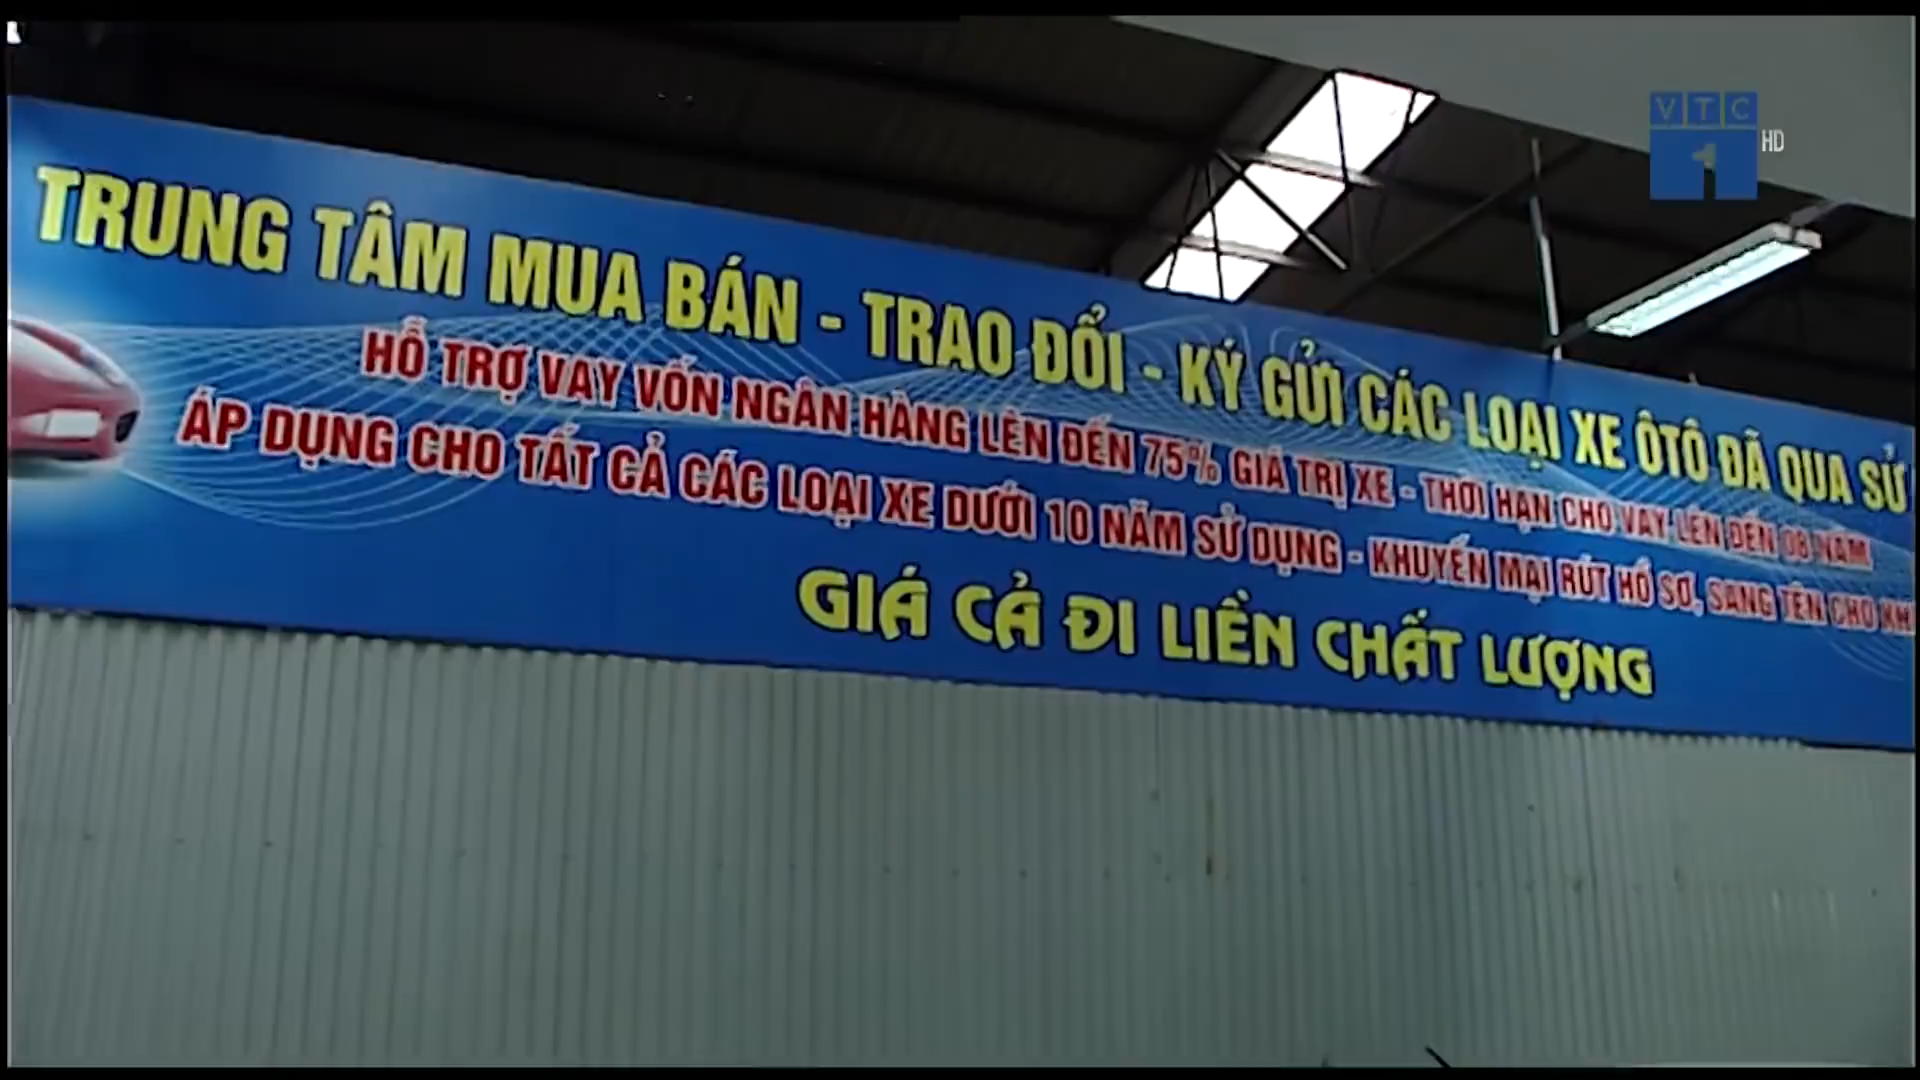 VTC
1 HD
TRUNG TÂM MUA BÁN - TRAO ĐỔI - KÝ GỬI CÁC LOẠI XE ÔTÔ ĐÃ QUA SỬ
HỖ TRỢ VAY VỐN NGÂN HÀNG LÊN ĐẾN 75% GIÁ TRỊ XE - THỜI HẠN CHO VAY LÊN ĐẾN 08 NĂM
ÁP DỤNG CHO TẤT CẢ CÁC LOẠI XE DƯỚI 10 NĂM SỬ DỤNG - KHUYẾN MẠI RÚT HỒ SƠ, SANG TÊN CHO
GIÁ CẢ ĐI LIỀN CHẤT LƯỢNG